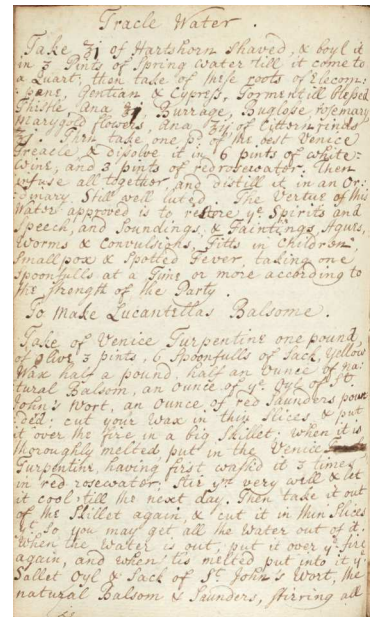 Tracle Water.
Take ℥j of Hartshorn shaved, & boyl it
in 3 Pints of Spring water till it come to
a Quart; then take of these roots of Elecom:
pane, Gentian & Cypress, Tormentill Blessed
Thistle ana ℥j, Burrage, Buglose, rosemary
Marygold flowers, ana, of Cittorn rinds
Then take one pd. of the best Venice
Treacle & disolve it in 6 pints of white-
wine, and 3 pints of redrosewater. Then
infuse all together, and distill it in an Or:
dinary Still well luted. The Vertue of this
Water approved is to restore ye. Spirits and
Speech, and Soundings, & Faintings, Agues,
Worms & Convulsions, Fitts in Children
Smallpox & Spotted Fever, taking one
Spoonfulls at a Time or more according to
the strength of the Party.
To Make Lucantellas Balsome.
Take of Venice Turpentine one pound,
of olive 3 pints, 6 Spoonfulls of Sack, Yellow
Wax half a pound, half an Ounce of na:
tural Balsom, an Ounce of ye. Oyl of St.
John's Wort, an Ounce of red Saunders poun
ded; cut your Wax in thin Slices & put
it over the fire in a big Skillet; when it is
thoroughly melted put in the Venice
Turpentine, having first washd it 3 times
in red rosewater; Stir ym very well & let
it cool till the next day. Then take it out
of the Skillet again, & cut it in thin Slices
yt. So you may get all the Water out of it.
When the Water is out, put it over ye. fire
again, and when tis melted put into it ye.
Sallet Oyl & Sack of St. John's Wort, the
natural Balsom & Saunders, stirring all